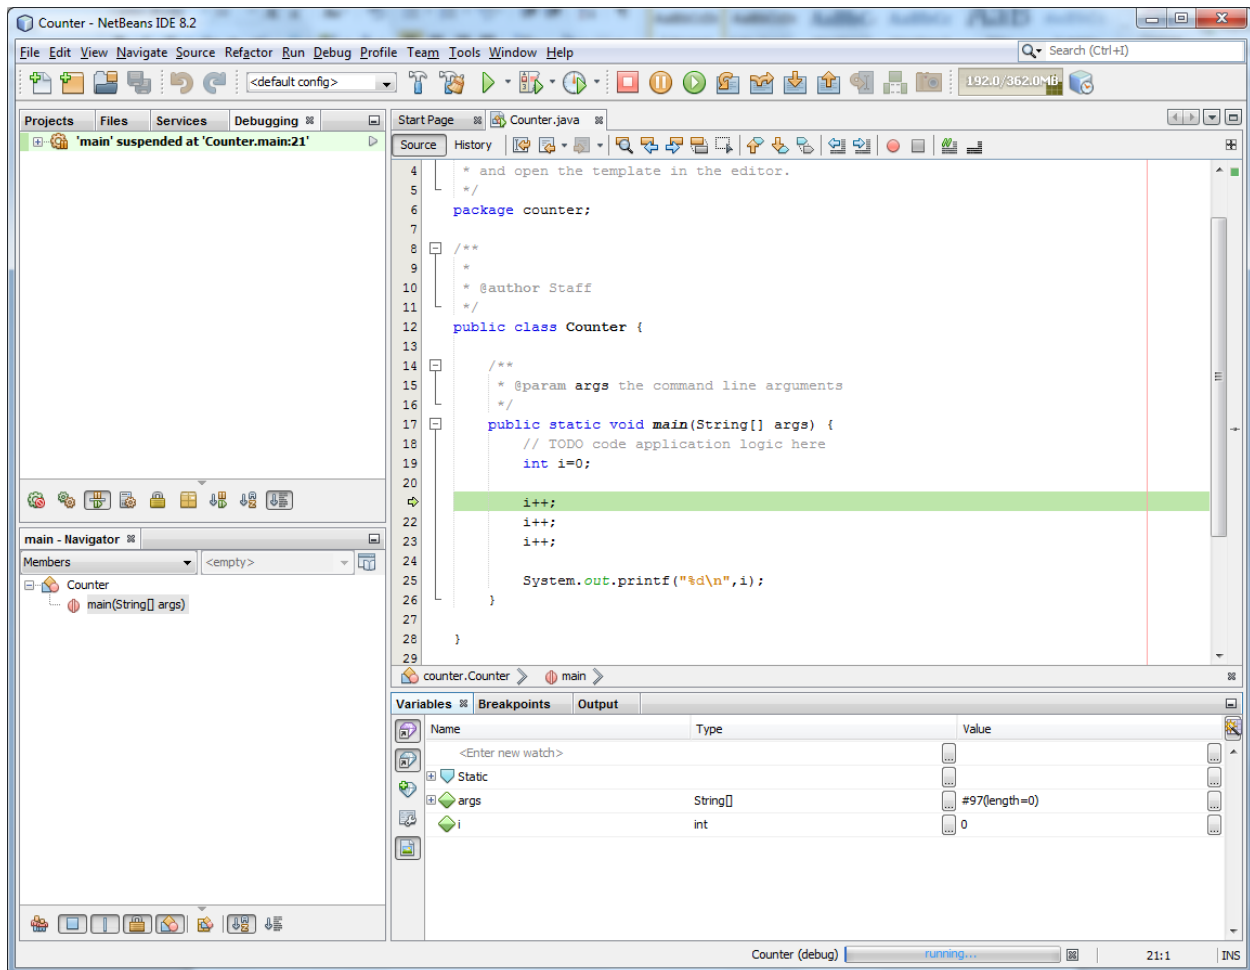 Counter - NetBeans IDE 8.2
File Edit View Navigate Source Refactor Run Debug Profile Team Tools Window Help
Search (Ctrl+I)
<default config>
192.0/362.0MB
Projects Files Services Debugging
'main' suspended at 'Counter.main:21'
Start Page Counter.java
Source History
4 * and open the template in the editor.
5 */
6 package counter;
7
8 /**
9 *
10 * @author Staff
11 */
12 public class Counter {
13
14 /**
15 * @param args the command line arguments
16 */
17 public static void main(String[] args) {
18 // TODO code application logic here
19 int i=0;
20
i++;
22 i++;
23 i++;
24
25 System.out.printf("%d\n",i);
26 }
27
28 }
29
counter.Counter main
main - Navigator
Members <empty>
Counter
main(String[] args)
Variables Breakpoints Output
Name Type Value
<Enter new watch>
Static
args String[] #97(length=0)
i int 0
Counter (debug) running... 21:1 INS